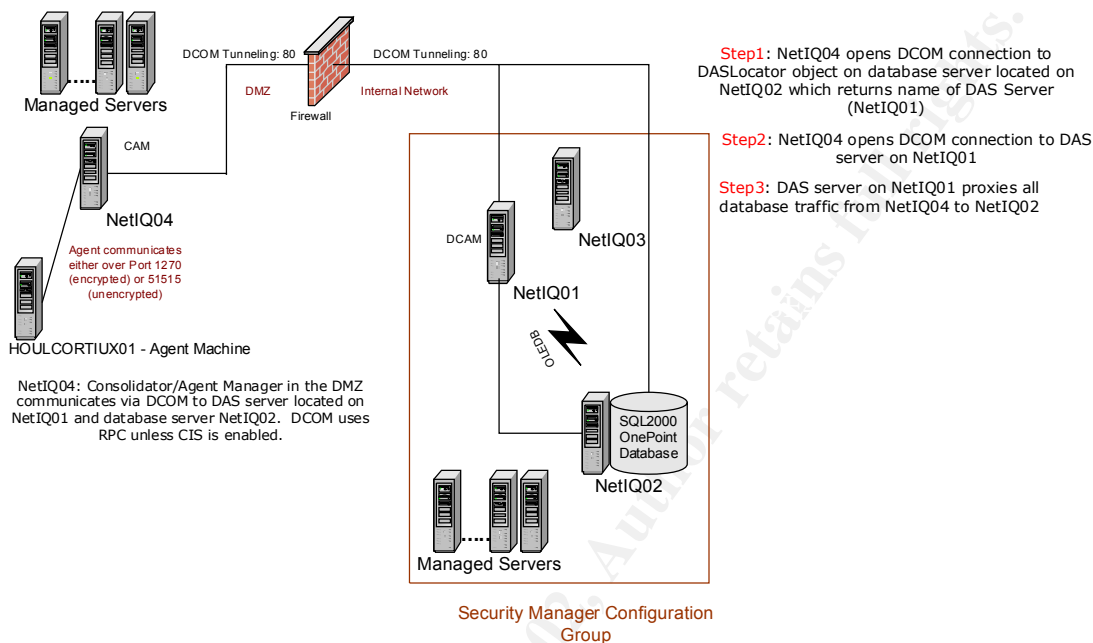 DCOM Tunneling: 80
DCOM Tunneling: 80
Managed Servers
DMZ
Internal Network
Firewall
CAM
NetIQ04
Agent communicates
either over Port 1270
(encrypted) or 51515
(unencrypted)
HOULCORTIUX01 - Agent Machine
NetIQ04: Consolidator/Agent Manager in the DMZ
communicates via DCOM to DAS server located on
NetIQ01 and database server NetIQ02. DCOM uses
RPC unless CIS is enabled.
NetIQ03
DCAM
NetIQ01
OLEDB
SQL2000
OnePoint
Database
NetIQ02
Managed Servers
Security Manager Configuration
Group
Step1: NetIQ04 opens DCOM connection to
DASLocator object on database server located on
NetIQ02 which returns name of DAS Server
(NetIQ01)
Step2: NetIQ04 opens DCOM connection to DAS
server on NetIQ01
Step3: DAS server on NetIQ01 proxies all
database traffic from NetIQ04 to NetIQ02
02, Author retains full rights.